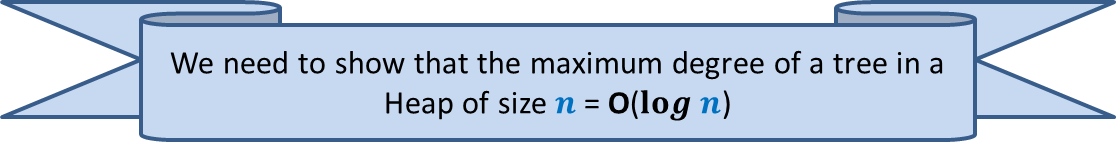 We need to show that the maximum degree of a tree in a
Heap of size n = O(log n)